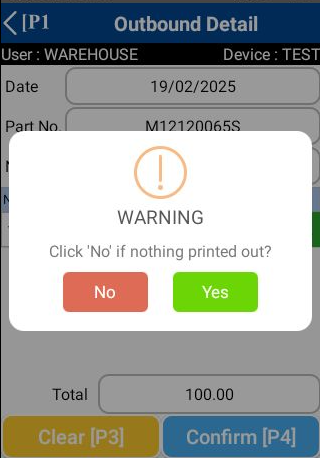 [P1 Outbound Detail
User : WAREHOUSE Device : TEST
Date 19/02/2025
Part No. M12120065S
WARNING
Click 'No' if nothing printed out?
No Yes
Total 100.00
Clear [P3] Confirm [P4]